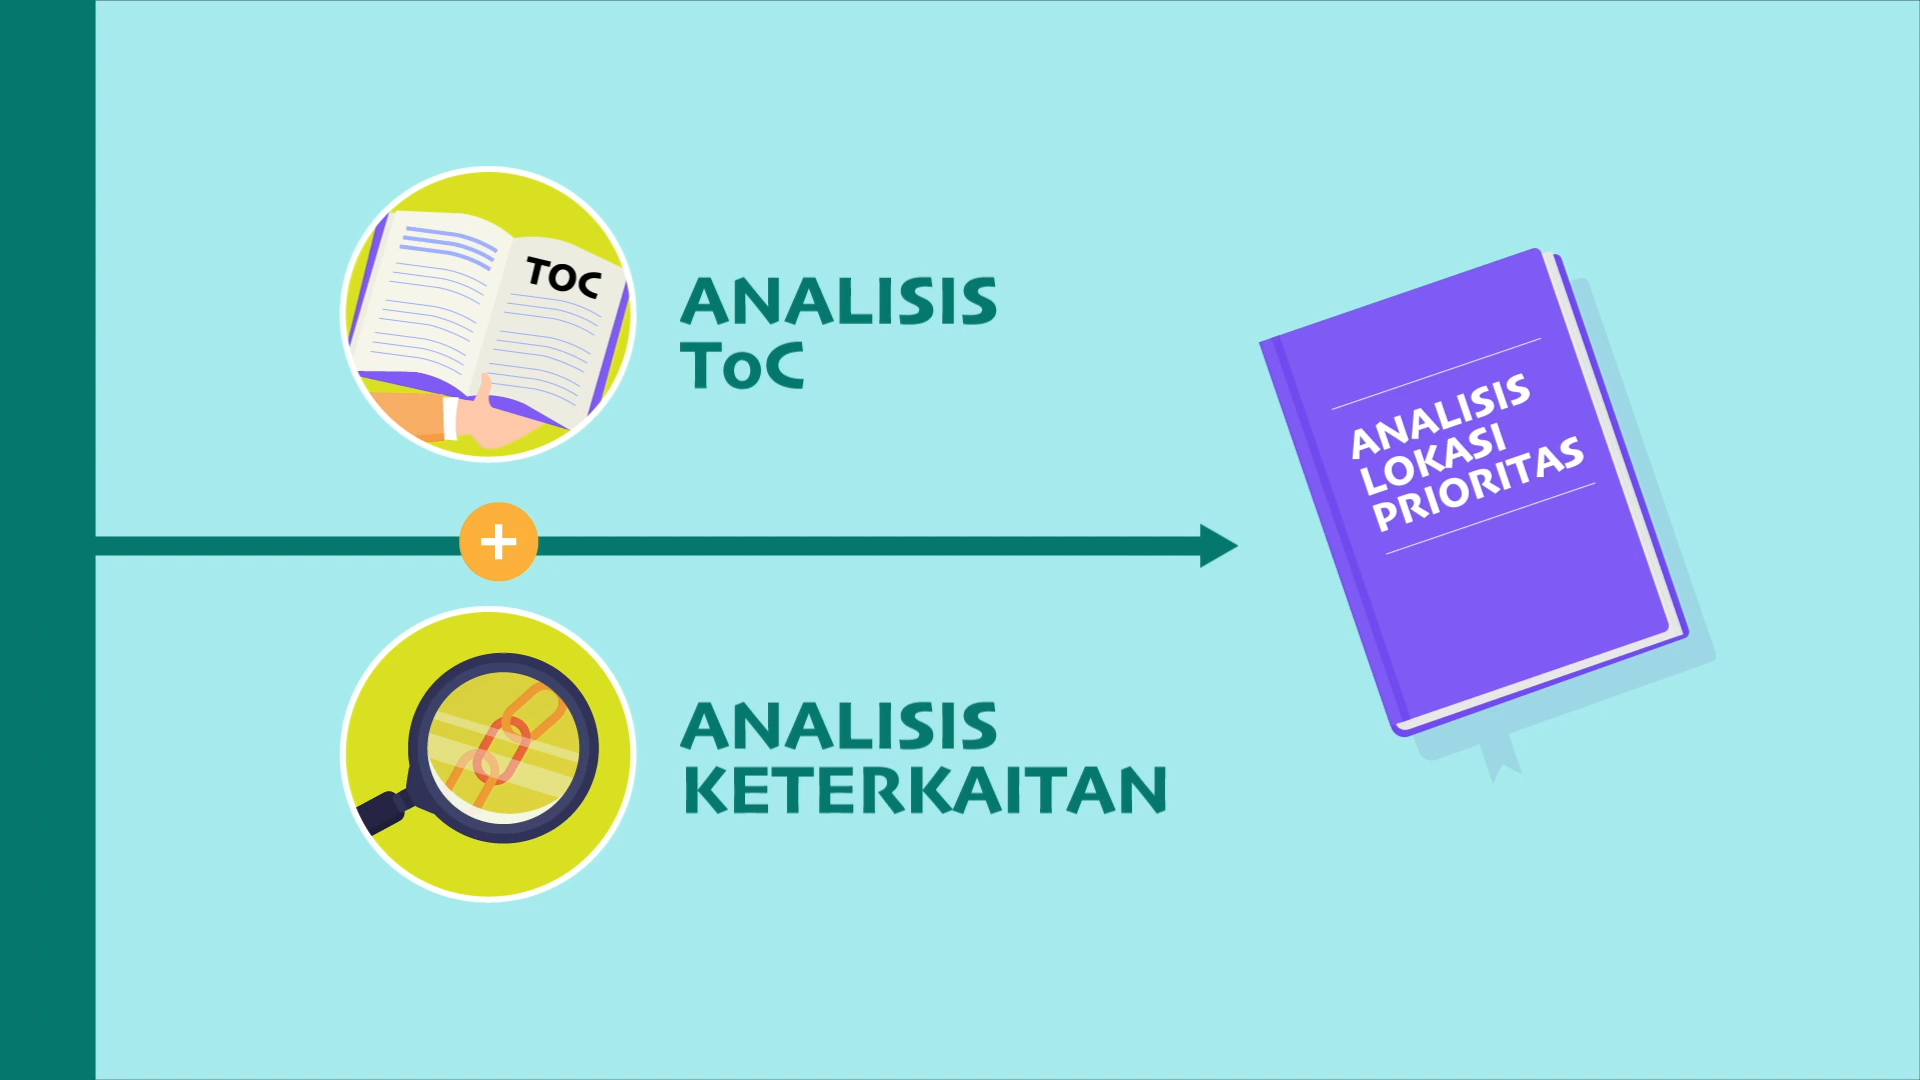 TOC
ANALISIS
ToC
+
ANALISIS
KETERKAITAN
ANALISIS
LOKASI
PRIORITAS